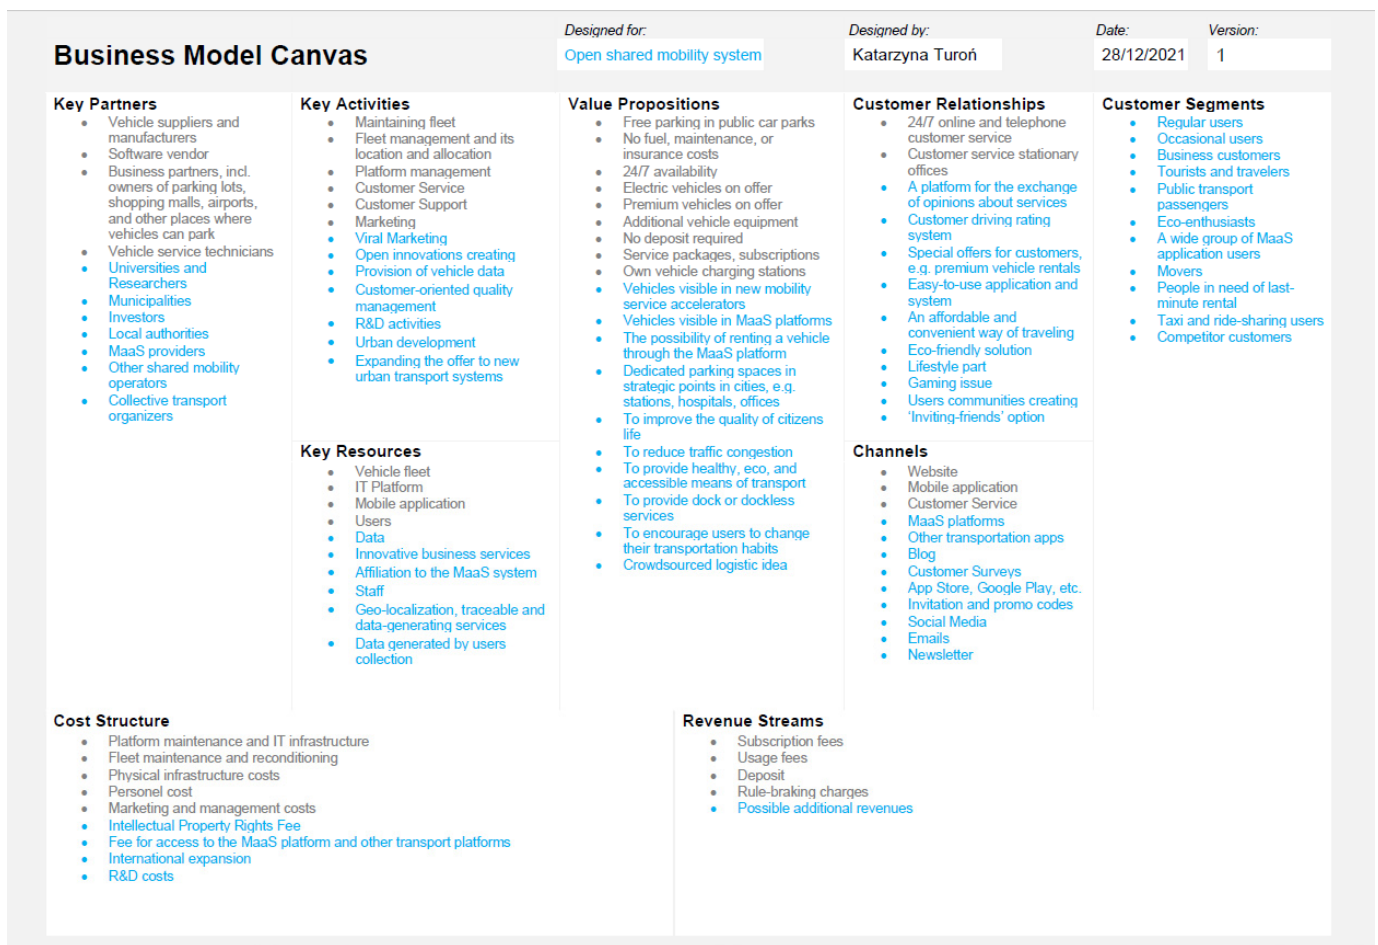 Business Model Canvas
Designed for:
Open shared mobility system
Designed by:
Katarzyna Turoń
Date:
28/12/2021
Version:
1
Key Partners
• Vehicle suppliers and
manufacturers
• Software vendor
• Business partners, incl.
owners of parking lots,
shopping malls, airports,
and other places where
vehicles can park
• Vehicle service technicians
• Universities and
Researchers
• Municipalities
• Investors
• Local authorities
• MaaS providers
• Other shared mobility
operators
• Collective transport
organizers
Key Activities
• Maintaining fleet
• Fleet management and its
location and allocation
• Platform management
• Customer Service
• Customer Support
• Marketing
• Viral Marketing
• Open innovations creating
• Provision of vehicle data
• Customer-oriented quality
management
• R&D activities
• Urban development
• Expanding the offer to new
urban transport systems
Key Resources
• Vehicle fleet
• IT Platform
• Mobile application
• Users
• Data
• Innovative business services
• Affiliation to the MaaS system
• Staff
• Geo-localization, traceable and
data-generating services
• Data generated by users
collection
Value Propositions
• Free parking in public car parks
• No fuel, maintenance, or
insurance costs
• 24/7 availability
• Electric vehicles on offer
• Premium vehicles on offer
• Additional vehicle equipment
• No deposit required
• Service packages, subscriptions
• Own vehicle charging stations
• Vehicles visible in new mobility
service accelerators
• Vehicles visible in MaaS platforms
• The possibility of renting a vehicle
through the MaaS platform
• Dedicated parking spaces in
strategic points in cities, e.g.
stations, hospitals, offices
• To improve the quality of citizens
life
• To reduce traffic congestion
• To provide healthy, eco, and
accessible means of transport
• To provide dock or dockless
services
• To encourage users to change
their transportation habits
• Crowdsourced logistic idea
Customer Relationships
• 24/7 online and telephone
customer service
• Customer service stationary
offices
• A platform for the exchange
of opinions about services
• Customer driving rating
system
• Special offers for customers,
e.g. premium vehicle rentals
• Easy-to-use application and
system
• An affordable and
convenient way of traveling
• Eco-friendly solution
• Lifestyle part
• Gaming issue
• Users communities creating
• ‘Inviting-friends’ option
Channels
• Website
• Mobile application
• Customer Service
• MaaS platforms
• Other transportation apps
• Blog
• Customer Surveys
• App Store, Google Play, etc.
• Invitation and promo codes
• Social Media
• Emails
• Newsletter
Customer Segments
• Regular users
• Occasional users
• Business customers
• Tourists and travelers
• Public transport
passengers
• Eco-enthusiasts
• A wide group of MaaS
application users
• Movers
• People in need of last-
minute rental
• Taxi and ride-sharing users
• Competitor customers
Cost Structure
• Platform maintenance and IT infrastructure
• Fleet maintenance and reconditioning
• Physical infrastructure costs
• Personel cost
• Marketing and management costs
• Intellectual Property Rights Fee
• Fee for access to the MaaS platform and other transport platforms
• International expansion
• R&D costs
Revenue Streams
• Subscription fees
• Usage fees
• Deposit
• Rule-braking charges
• Possible additional revenues